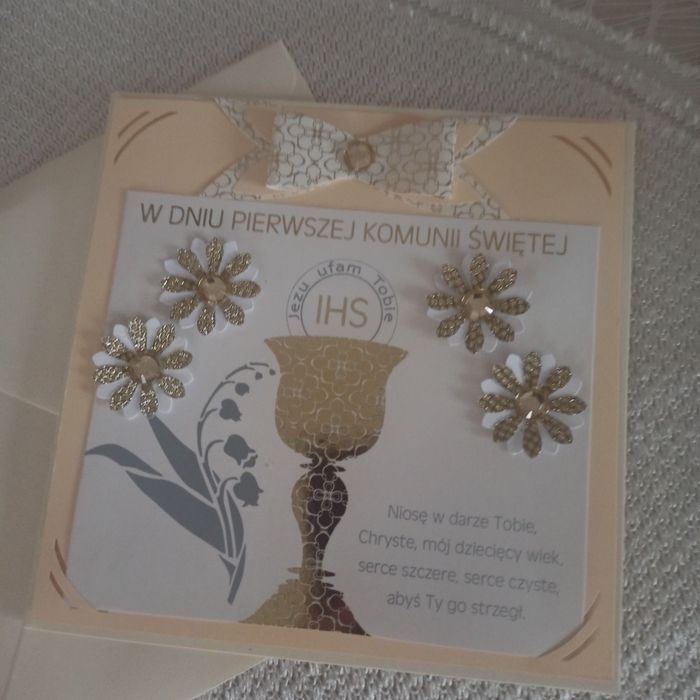 W DNIU PIERWSZEJ KOMUNII ŚWIĘTEJ
Jezu ufam Tobie
IHS
Niosę w darze Tobie,
Chryste, mój dziecięcy wiek,
serce szczere, serce czyste,
abyś Ty go strzegł.